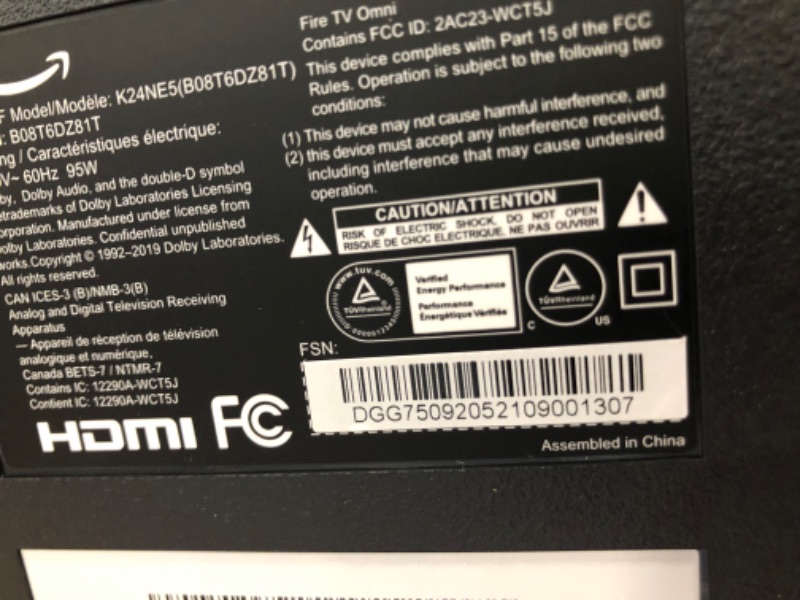 Fire TV Omni
Contains FCC ID: 2AC23-WCT5J
This device complies with Part 15 of the FCC
Rules. Operation is subject to the following two
conditions:
(1) This device may not cause harmful interference, and
(2) this device must accept any interference received,
including interference that may cause undesired
operation.
F Model/Modèle: K24NE5(B08T6DZ81T)
: B08T6DZ81T
ng / Caractéristiques électrique:
V~ 60Hz 95W
by, Dolby Audio, and the double-D symbol
trademarks of Dolby Laboratories Licensing
orporation. Manufactured under license from
olby Laboratories. Confidential unpublished
works. Copyright © 1992-2019 Dolby Laboratories.
All rights reserved.
CAN ICES-3 (B)/NMB-3(B)
Analog and Digital Television Receiving
Apparatus
— Appareil de réception de télévision
analogique et numérique,
Canada BETS-7 / NTMR-7
Contains IC: 12290A-WCT5J
Contient IC: 12290A-WCT5J
HDMI FC
CAUTION/ATTENTION
RISK OF ELECTRIC SHOCK, DO NOT OPEN
RISQUE DE CHOC ELECTRIQUE. NE PAS OUVRIR
www.tuv.com
TÜVRheinland
Verified
Energy Performance
Performance
Énergétique Vérifiée
TÜVRheinland
C US
FSN:
DGG75092052109001307
Assembled in China